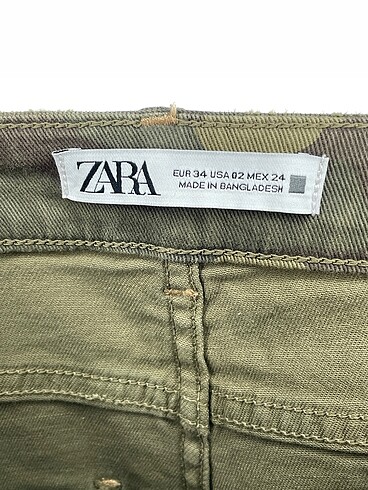 ZARA
EUR 34 USA 02 MEX 24
MADE IN BANGLADESH